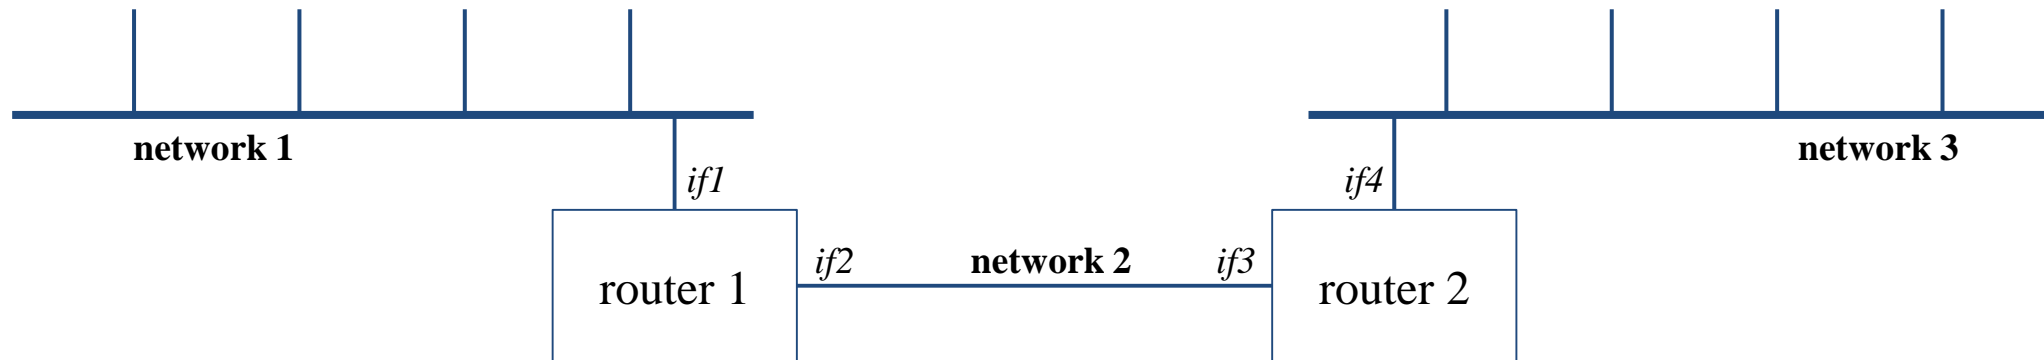 network 1
network 3
if1
if4
if2
network 2
if3
router 1
router 2